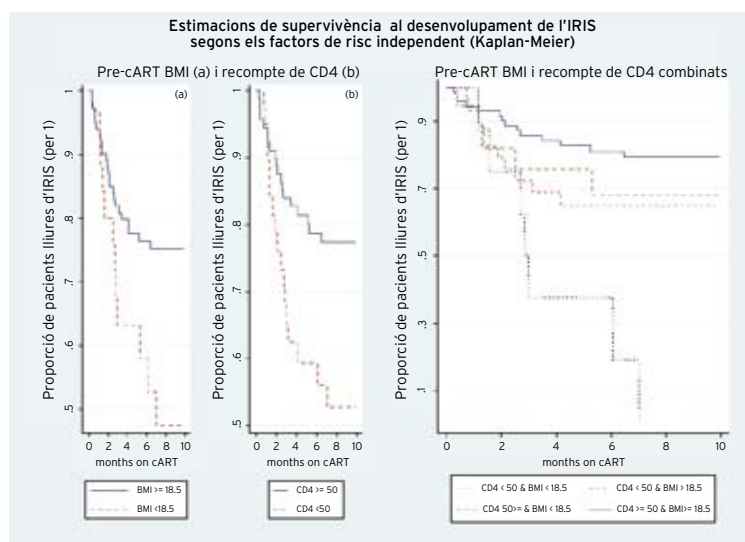 Estimacions de supervivència al desenvolupament de l'IRIS
segons els factors de risc independent (Kaplan-Meier)
Pre-cART BMI (a) i recompte de CD4 (b)
Pre-CART BMI i recompte de CD4 combinats
Proporció de pacients lliures d'IRIS (per 1)
1
.9
.8
.7
.6
.5
(a)
0 2 4 6 8 10
months on cART
BMI >= 18.5
BMI <18.5
Proporció de pacients lliures d'IRIS (per 1)
1
.9
.8
.7
.6
.5
(b)
0 2 4 6 8 10
months on cART
CD4 >= 50
CD4 <50
Proporció de pacients lliures d'IRIS (per 1)
.9
.7
.5
.3
.1
0 2 4 6 8 10
months on cART
CD4 < 50 & BMI < 18.5
CD4 < 50 & BMI > 18.5
CD4 50>= & BMI < 18.5
CD4 >= 50 & BMI>= 18.5